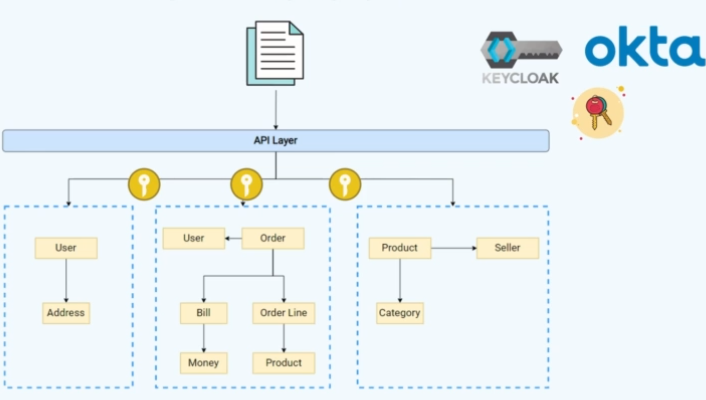 okta
KEYCLOAK
API Layer
User
User
Order
Product
Seller
Address
Bill
Order Line
Category
Money
Product